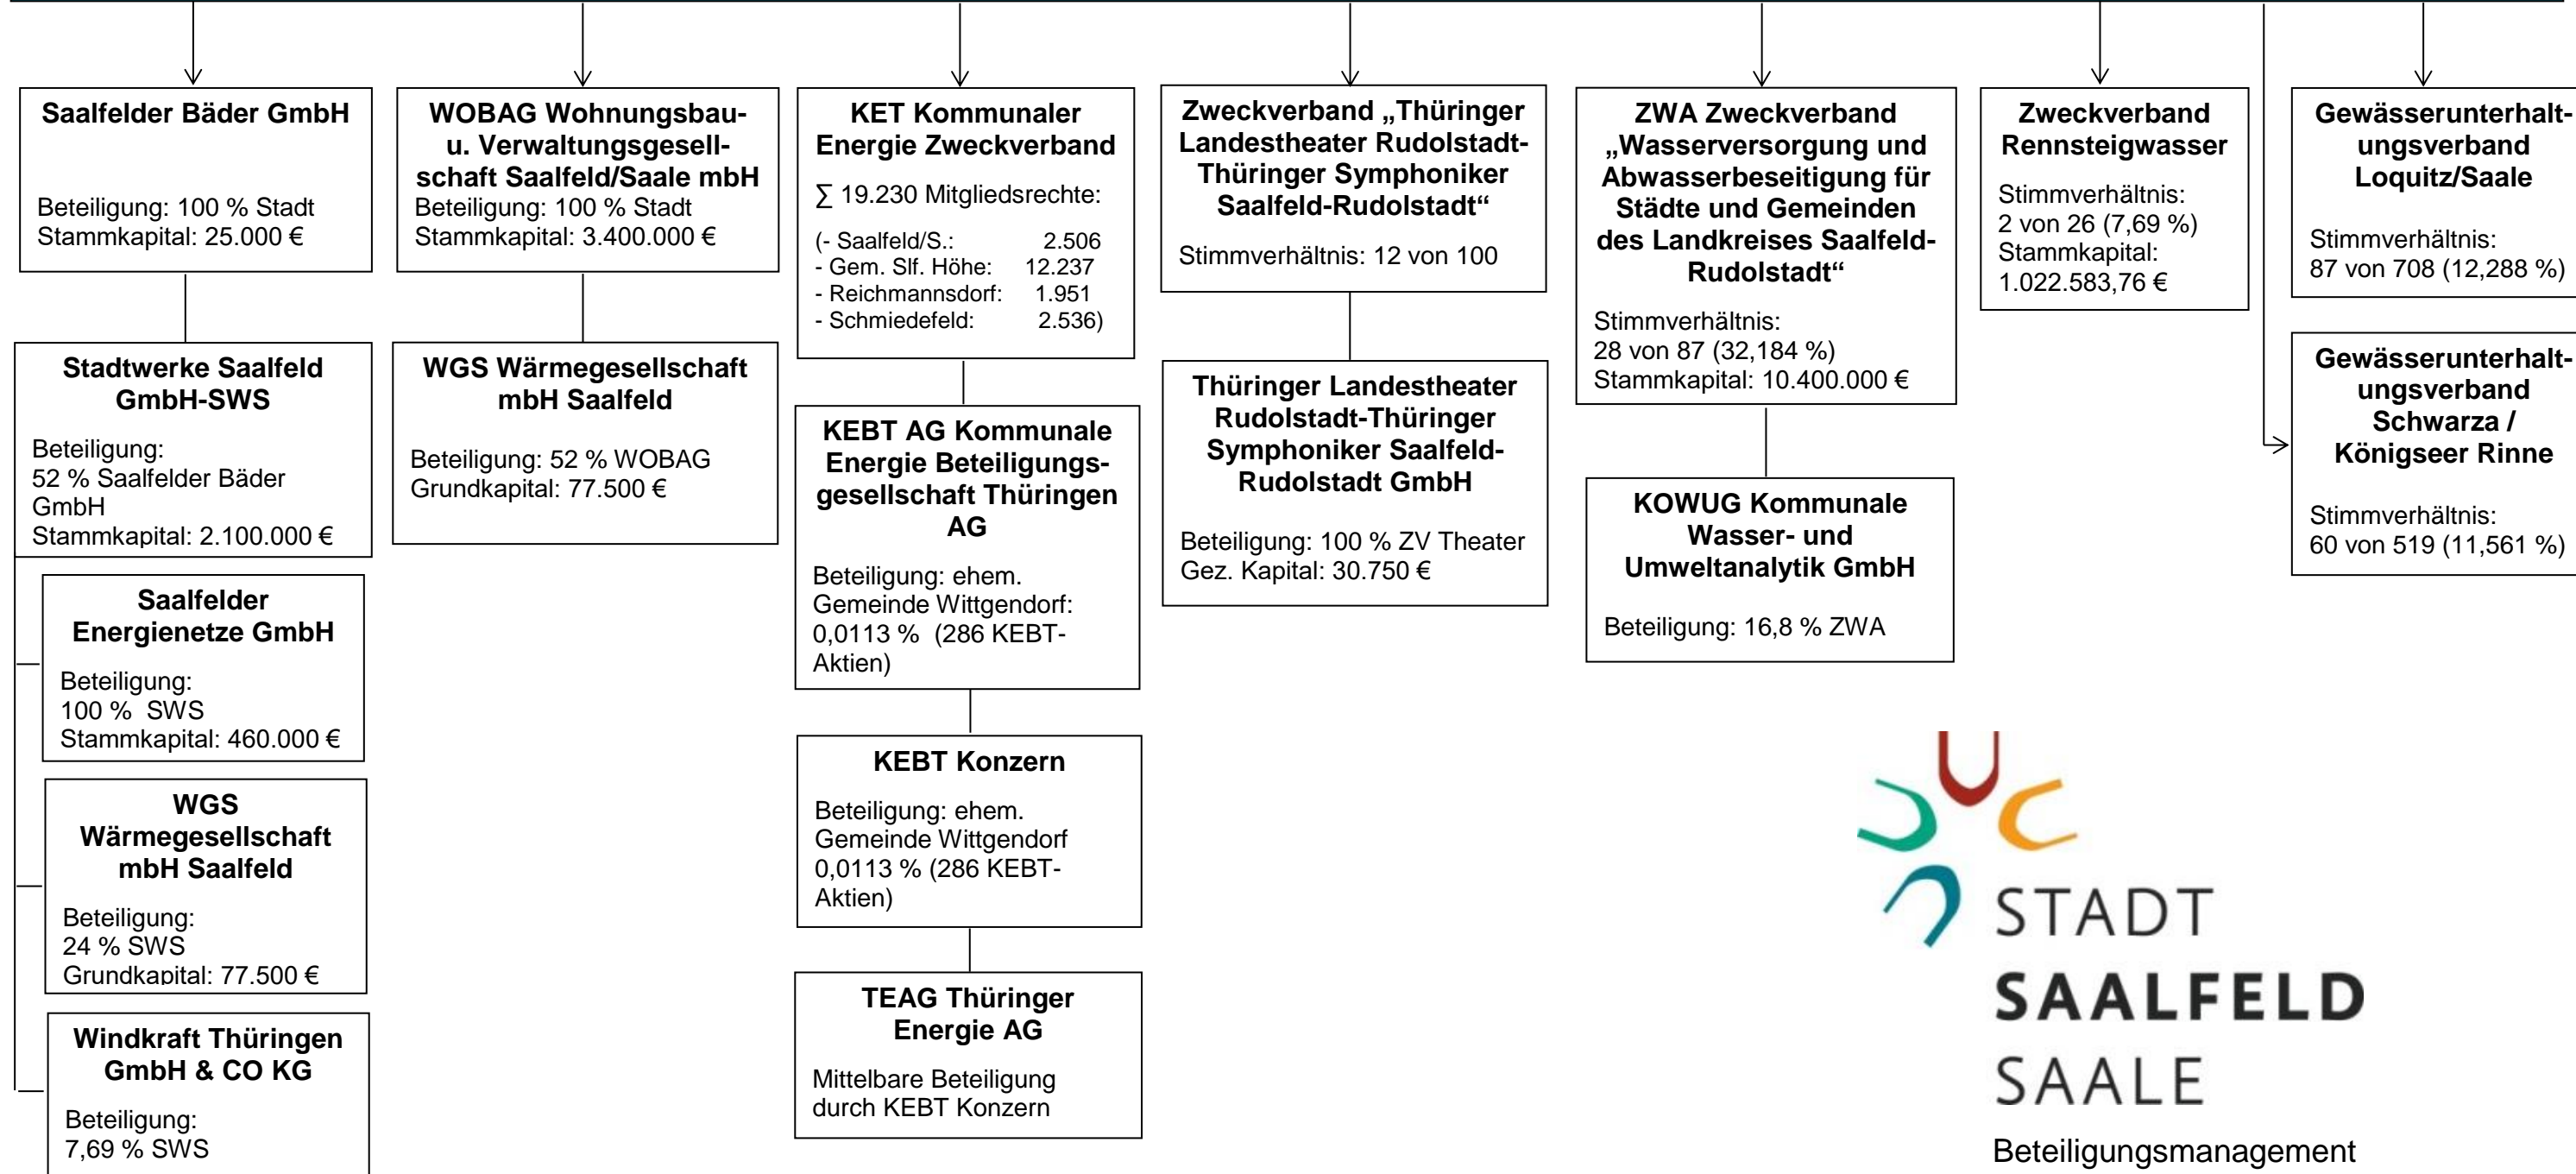 Saalfelder Bäder GmbH
Beteiligung: 100 % Stadt
Stammkapital: 25.000 €
Stadtwerke Saalfeld
GmbH-SWS
Beteiligung:
52 % Saalfelder Bäder
GmbH
Stammkapital: 2.100.000 €
Saalfelder
Energienetze GmbH
Beteiligung:
100 % SWS
Stammkapital: 460.000 €
WGS
Wärmegesellschaft
mbH Saalfeld
Beteiligung:
24 % SWS
Grundkapital: 77.500 €
Windkraft Thüringen
GmbH & CO KG
Beteiligung:
7,69 % SWS
WOBAG Wohnungsbau-
u. Verwaltungsgesell-
schaft Saalfeld/Saale mbH
Beteiligung: 100 % Stadt
Stammkapital: 3.400.000 €
WGS Wärmegesellschaft
mbH Saalfeld
Beteiligung: 52 % WOBAG
Grundkapital: 77.500 €
KET Kommunaler
Energie Zweckverband
∑ 19.230 Mitgliedsrechte:
(- Saalfeld/S.: 2.506
- Gem. Slf. Höhe: 12.237
- Reichmannsdorf: 1.951
- Schmiedefeld: 2.536)
KEBT AG Kommunale
Energie Beteiligungs-
gesellschaft Thüringen
AG
Beteiligung: ehem.
Gemeinde Wittgendorf:
0,0113 % (286 KEBT-
Aktien)
KEBT Konzern
Beteiligung: ehem.
Gemeinde Wittgendorf
0,0113 % (286 KEBT-
Aktien)
TEAG Thüringer
Energie AG
Mittelbare Beteiligung
durch KEBT Konzern
Zweckverband „Thüringer
Landestheater Rudolstadt-
Thüringer Symphoniker
Saalfeld-Rudolstadt“
Stimmverhältnis: 12 von 100
Thüringer Landestheater
Rudolstadt-Thüringer
Symphoniker Saalfeld-
Rudolstadt GmbH
Beteiligung: 100 % ZV Theater
Gez. Kapital: 30.750 €
ZWA Zweckverband
„Wasserversorgung und
Abwasserbeseitigung für
Städte und Gemeinden
des Landkreises Saalfeld-
Rudolstadt“
Stimmverhältnis:
28 von 87 (32,184 %)
Stammkapital: 10.400.000 €
KOWUG Kommunale
Wasser- und
Umweltanalytik GmbH
Beteiligung: 16,8 % ZWA
Zweckverband
Rennsteigwasser
Stimmverhältnis:
2 von 26 (7,69 %)
Stammkapital:
1.022.583,76 €
Gewässerunterhalt-
ungsverband
Loquitz/Saale
Stimmverhältnis:
87 von 708 (12,288 %)
Gewässerunterhalt-
ungsverband
Schwarza /
Königseer Rinne
Stimmverhältnis:
60 von 519 (11,561 %)
STADT
SAALFELD
SAALE
Beteiligungsmanagement